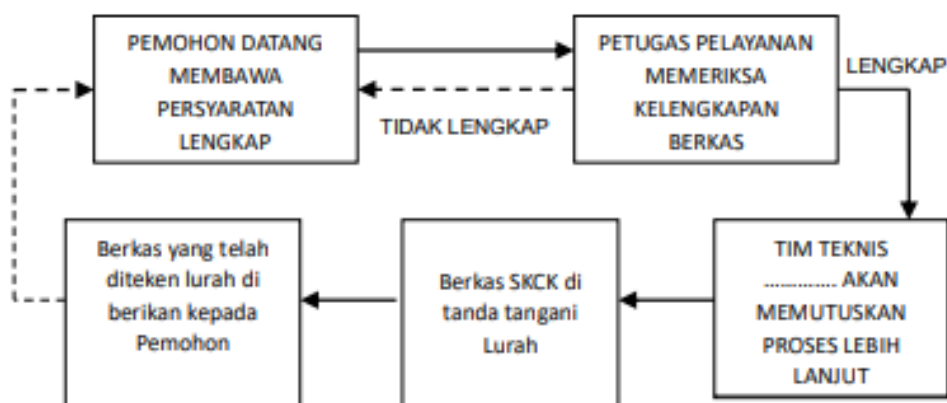 PEMOHON DATANG
MEMBAWA
PERSYARATAN
LENGKAP
TIDAK LENGKAP
PETUGAS PELAYANAN
MEMERIKSA
KELENGKAPAN
BERKAS
LENGKAP
TIM TEKNIS
.............. AKAN
MEMUTUSKAN
PROSES LEBIH
LANJUT
Berkas SKCK di
tanda tangani
Lurah
Berkas yang telah
diteken lurah di
berikan kepada
Pemohon